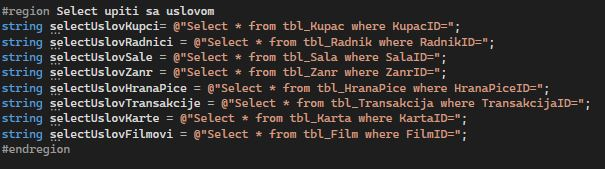 #region Select upiti sa uslovom
string selectUslovKupci= @"Select * from tbl_Kupac where KupacID=";
string selectUslovRadnici = @"Select * from tbl_Radnik where RadnikID=";
string selectUslovSale = @"Select * from tbl_Sala where SalaID=";
string selectUslovZanr = @"Select * from tbl_Zanr where ZanrID=";
string selectUslovHranaPice = @"Select * from tbl_HranaPice where HranaPiceID=";
string selectUslovTransakcije = @"Select * from tbl_Transakcija where TransakcijaID=";
string selectUslovKarte = @"Select * from tbl_Karta where KartaID=";
string selectUslovFilmovi = @"Select * from tbl_Film where FilmID=";
#endregion